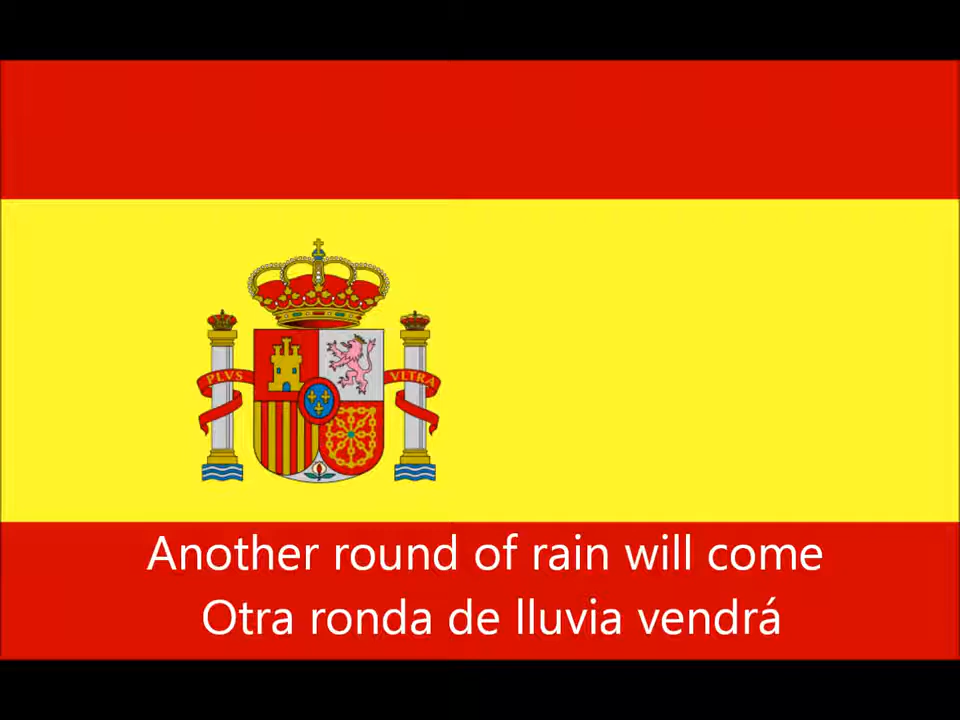 PLVS VLTRA
Another round of rain will come
Otra ronda de lluvia vendrá